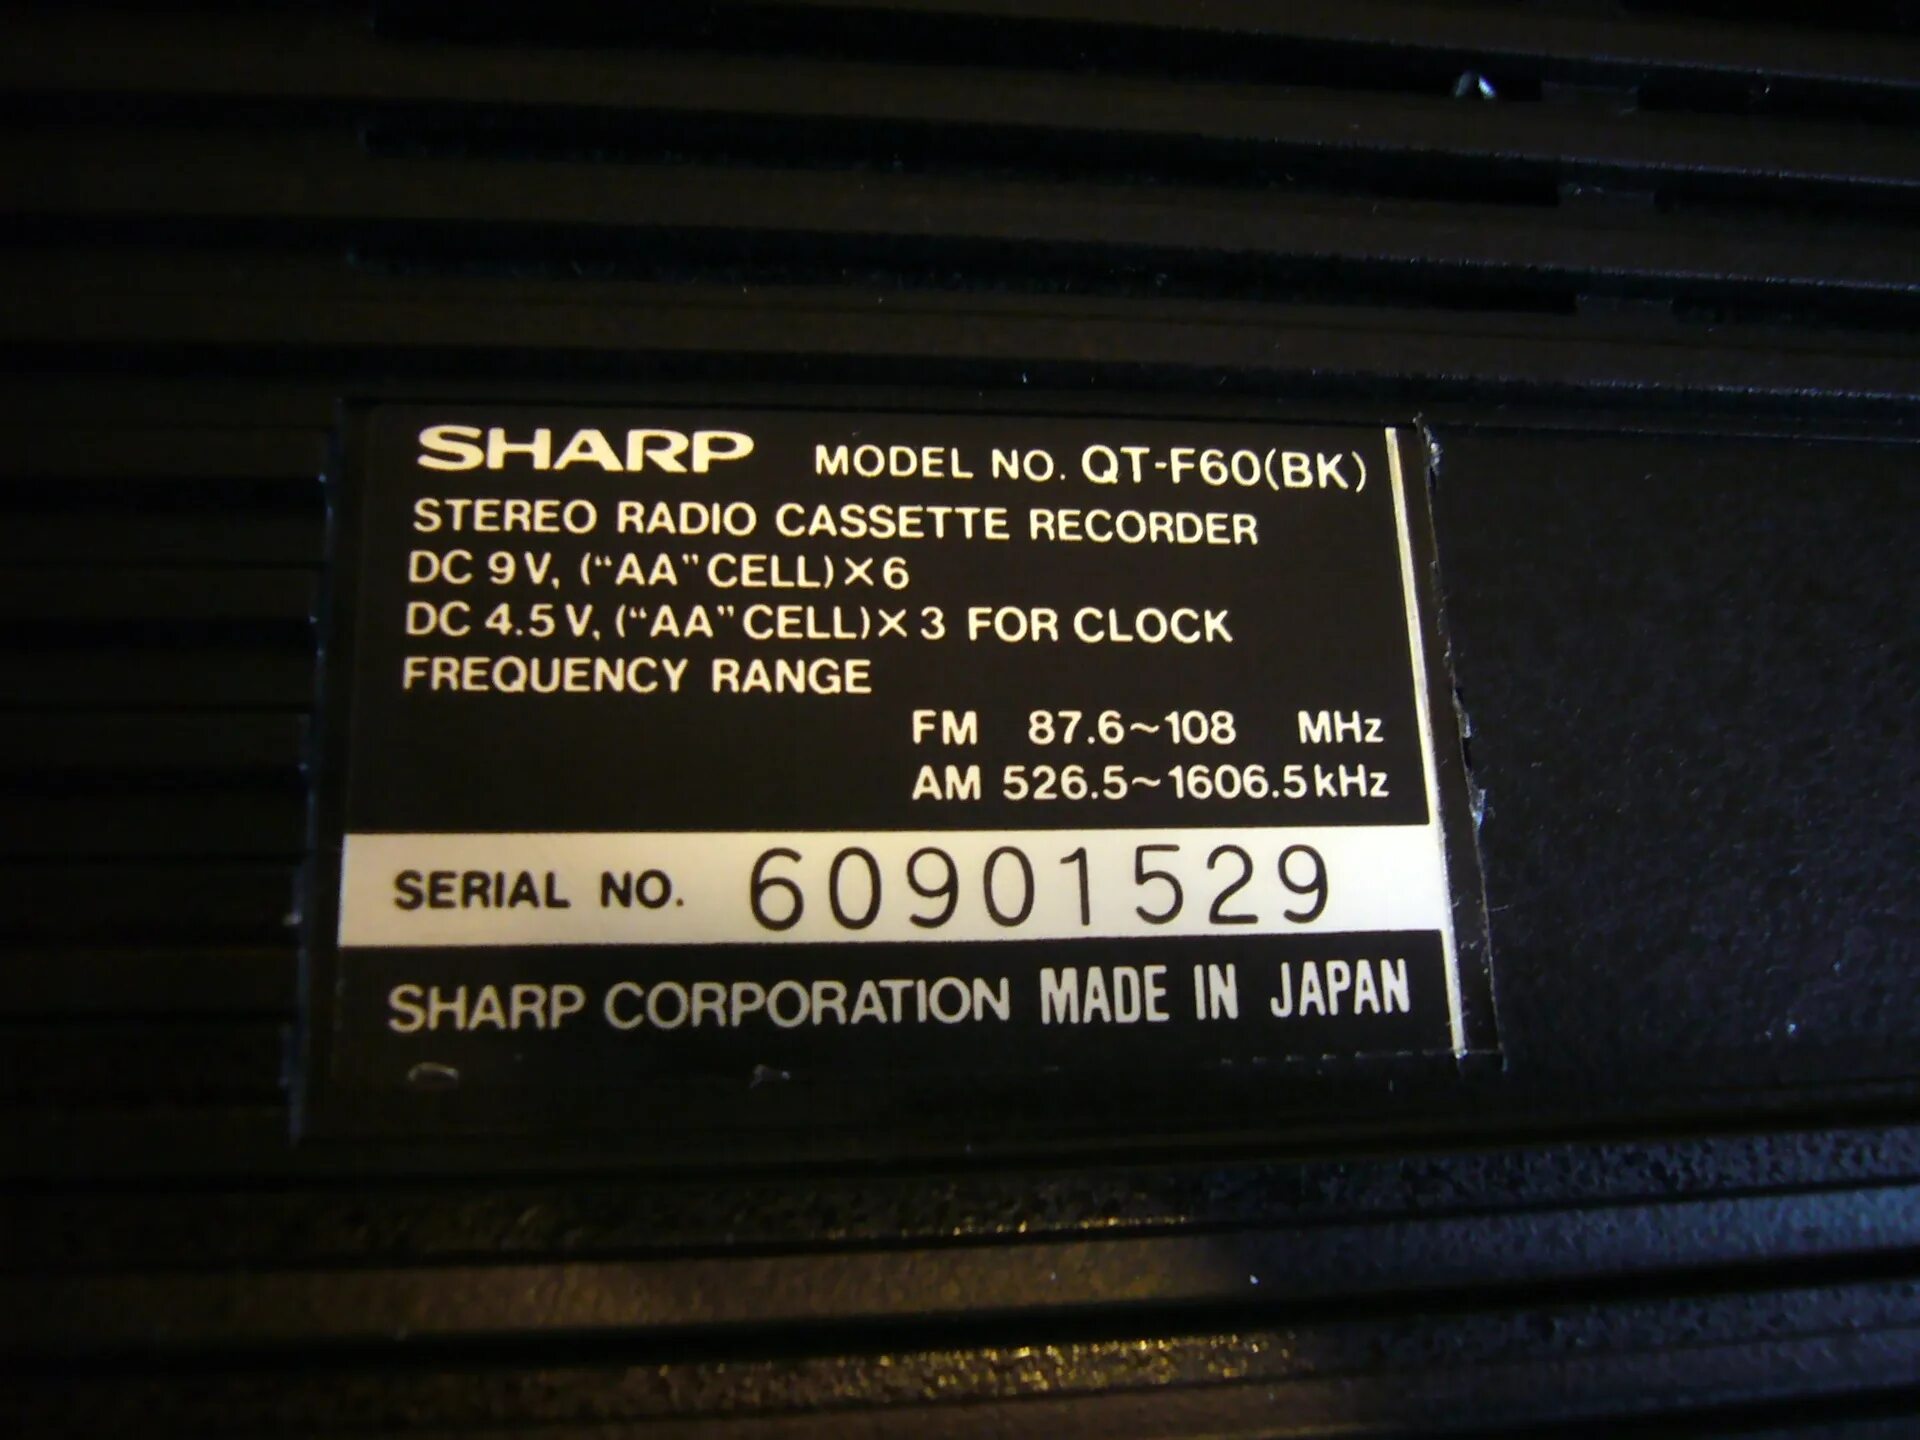 SHARP MODEL NO. QT-F60(BK)
STEREO RADIO CASSETTE RECORDER
DC 9V, (“AA” CELL)×6
DC 4.5V, (“AA” CELL)×3 FOR CLOCK
FREQUENCY RANGE
FM 87.6~108 MHz
AM 526.5~1606.5kHz
SERIAL NO. 60901529
SHARP CORPORATION MADE IN JAPAN